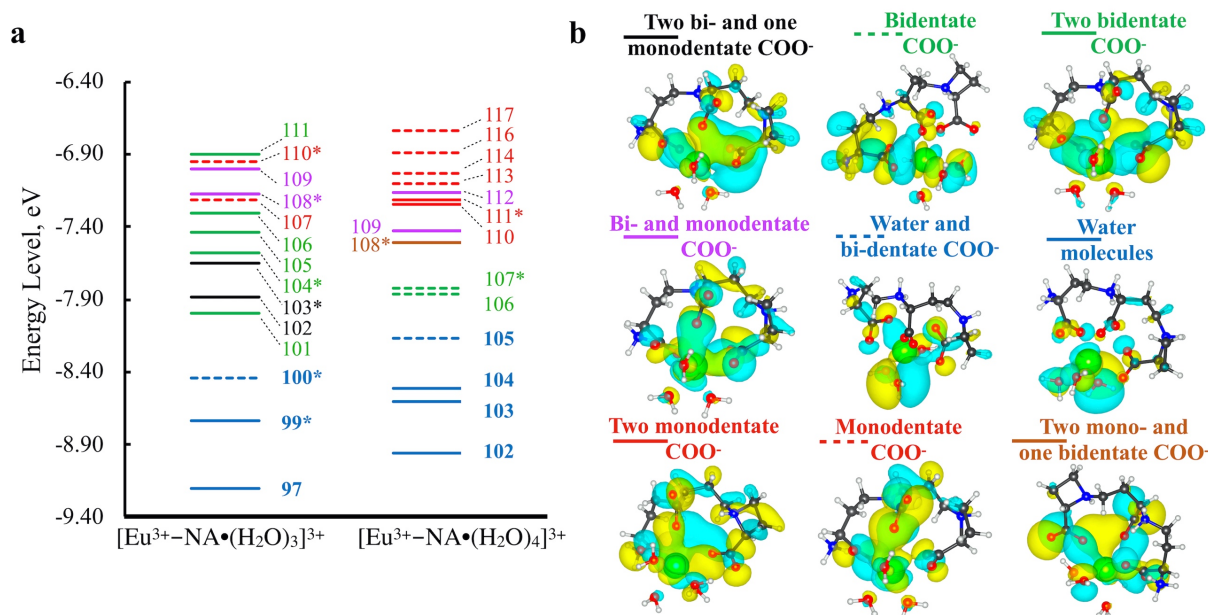 a
-6.40
-6.90
-7.40
-7.90
-8.40
-8.90
-9.40
Energy Level, eV
111
110*
109
108*
107
106
105
104*
103*
102
101
100*
99*
97
117
116
114
113
112
111*
110
109
108*
107*
106
105
104
103
102
[Eu³⁺–NA•(H₂O)₃]³⁺
[Eu³⁺–NA•(H₂O)₄]³⁺
b
Two bi- and one
monodentate COO⁻
Bidentate
COO⁻
Two bidentate
COO⁻
Bi- and monodentate
COO⁻
Water and
bi-dentate COO⁻
Water
molecules
Two monodentate
COO⁻
Monodentate
COO⁻
Two mono- and
one bidentate COO⁻